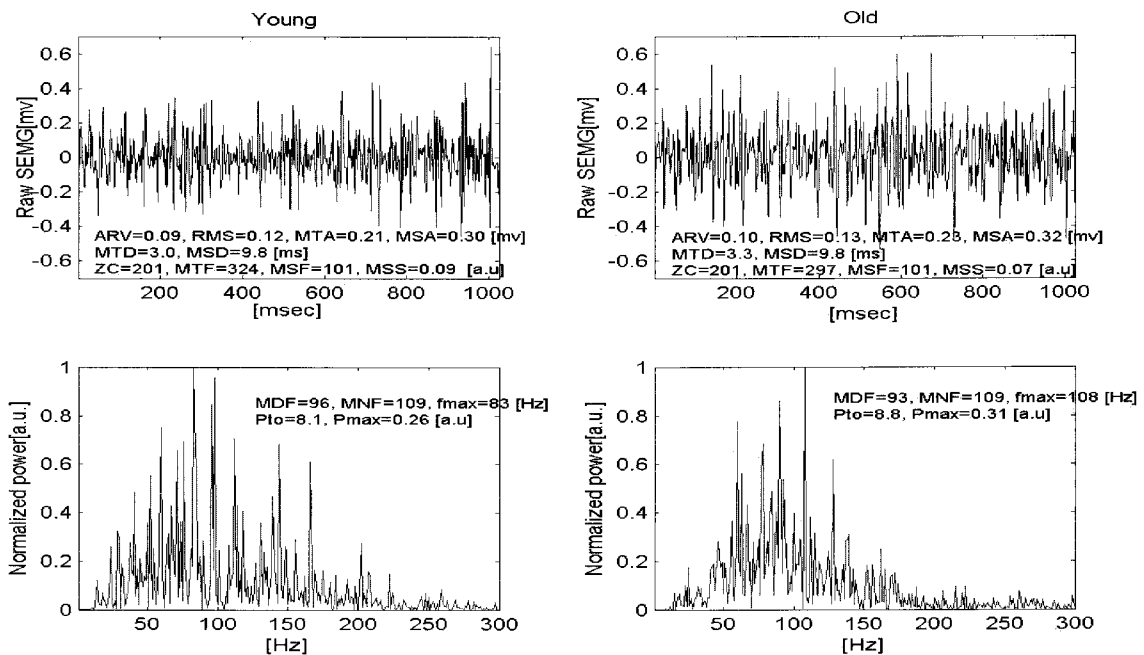 Young
Raw SEMG[mv]
0.6
0.4
0.2
0
-0.2
-0.4
-0.6
ARV=0.09, RMS=0.12, MTA=0.21, MSA=0.30 [mv]
MTD=3.0, MSD=9.8 [ms]
ZC=201, MTF=324, MSF=101, MSS=0.09 [a.u]
200 400 600 800 1000
[msec]
Old
Raw SEMG[mv]
0.6
0.4
0.2
0
-0.2
-0.4
-0.6
ARV=0.10, RMS=0.13, MTA=0.23, MSA=0.32 [mv]
MTD=3.3, MSD=9.8 [ms]
ZC=201, MTF=297, MSF=101, MSS=0.07 [a.u]
200 400 600 800 1000
[msec]
Normalized power[a.u.]
1
0.8
0.6
0.4
0.2
0
MDF=96, MNF=109, fmax=83 [Hz]
Pto=8.1, Pmax=0.26 [a.u]
50 100 150 200 250 300
[Hz]
Normalized power[a.u.]
1
0.8
0.6
0.4
0.2
0
MDF=93, MNF=109, fmax=108 [Hz]
Pto=8.8, Pmax=0.31 [a.u]
50 100 150 200 250 300
[Hz]